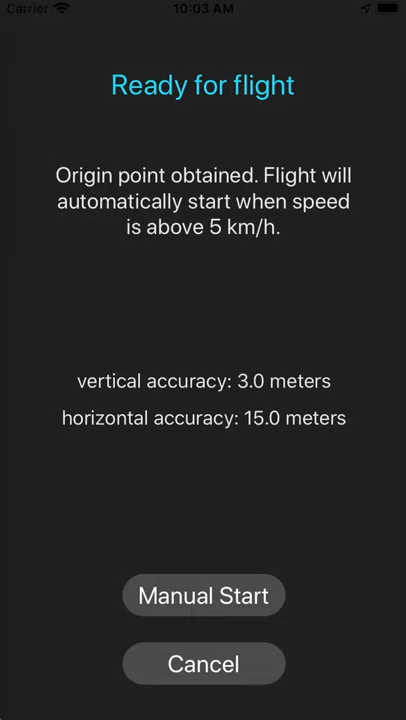 Carrier 10:03 AM
Ready for flight
Origin point obtained. Flight will
automatically start when speed
is above 5 km/h.
vertical accuracy: 3.0 meters
horizontal accuracy: 15.0 meters
Manual Start
Cancel